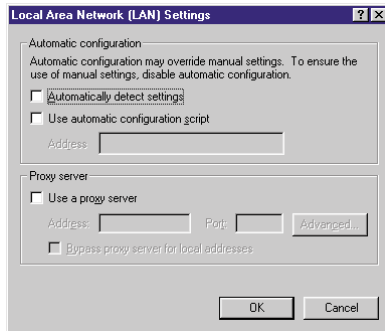 Local Area Network (LAN) Settings
Automatic configuration
Automatic configuration may override manual settings. To ensure the
use of manual settings, disable automatic configuration.
Automatically detect settings
Use automatic configuration script
Address
Proxy server
Use a proxy server
Address: Port: Advanced...
Bypass proxy server for local addresses
OK Cancel